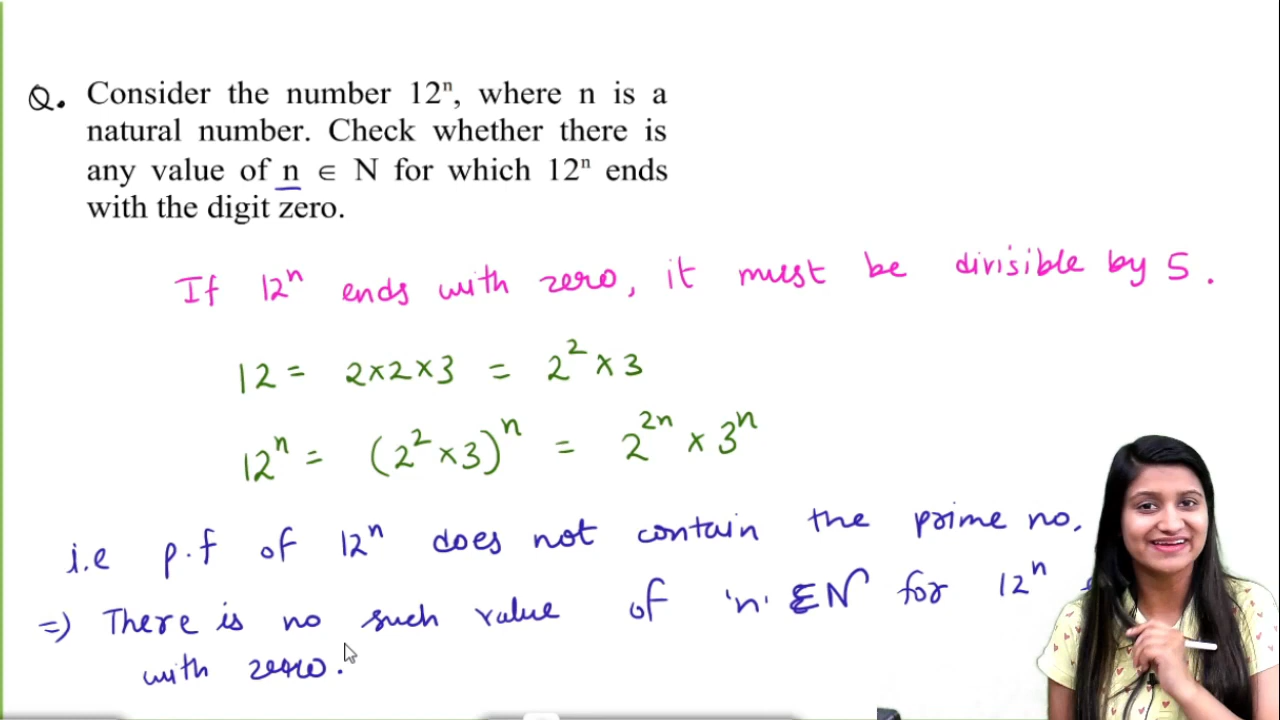 Q. Consider the number 12ⁿ, where n is a
natural number. Check whether there is
any value of n ∈ N for which 12ⁿ ends
with the digit zero.
If 12ⁿ ends with zero, it must be divisible by 5.
12 = 2×2×3 = 2² × 3
12ⁿ = (2² × 3)ⁿ = 2²ⁿ × 3ⁿ
i.e p.f of 12ⁿ does not contain the prime no.
=) There is no such value of 'n' ∈ N for 12ⁿ
with zero.